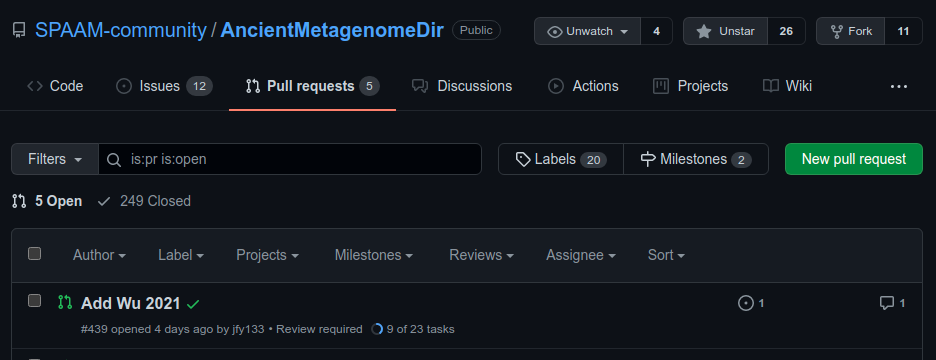 SPAAM-community / AncientMetagenomeDir Public Unwatch 4 Unstar 26 Fork 11
Code Issues 12 Pull requests 5 Discussions Actions Projects Wiki ...
Filters is:pr is:open Labels 20 Milestones 2 New pull request
5 Open 249 Closed
Author Label Projects Milestones Reviews Assignee Sort
Add Wu 2021 1 1
#439 opened 4 days ago by jfy133 • Review required 9 of 23 tasks